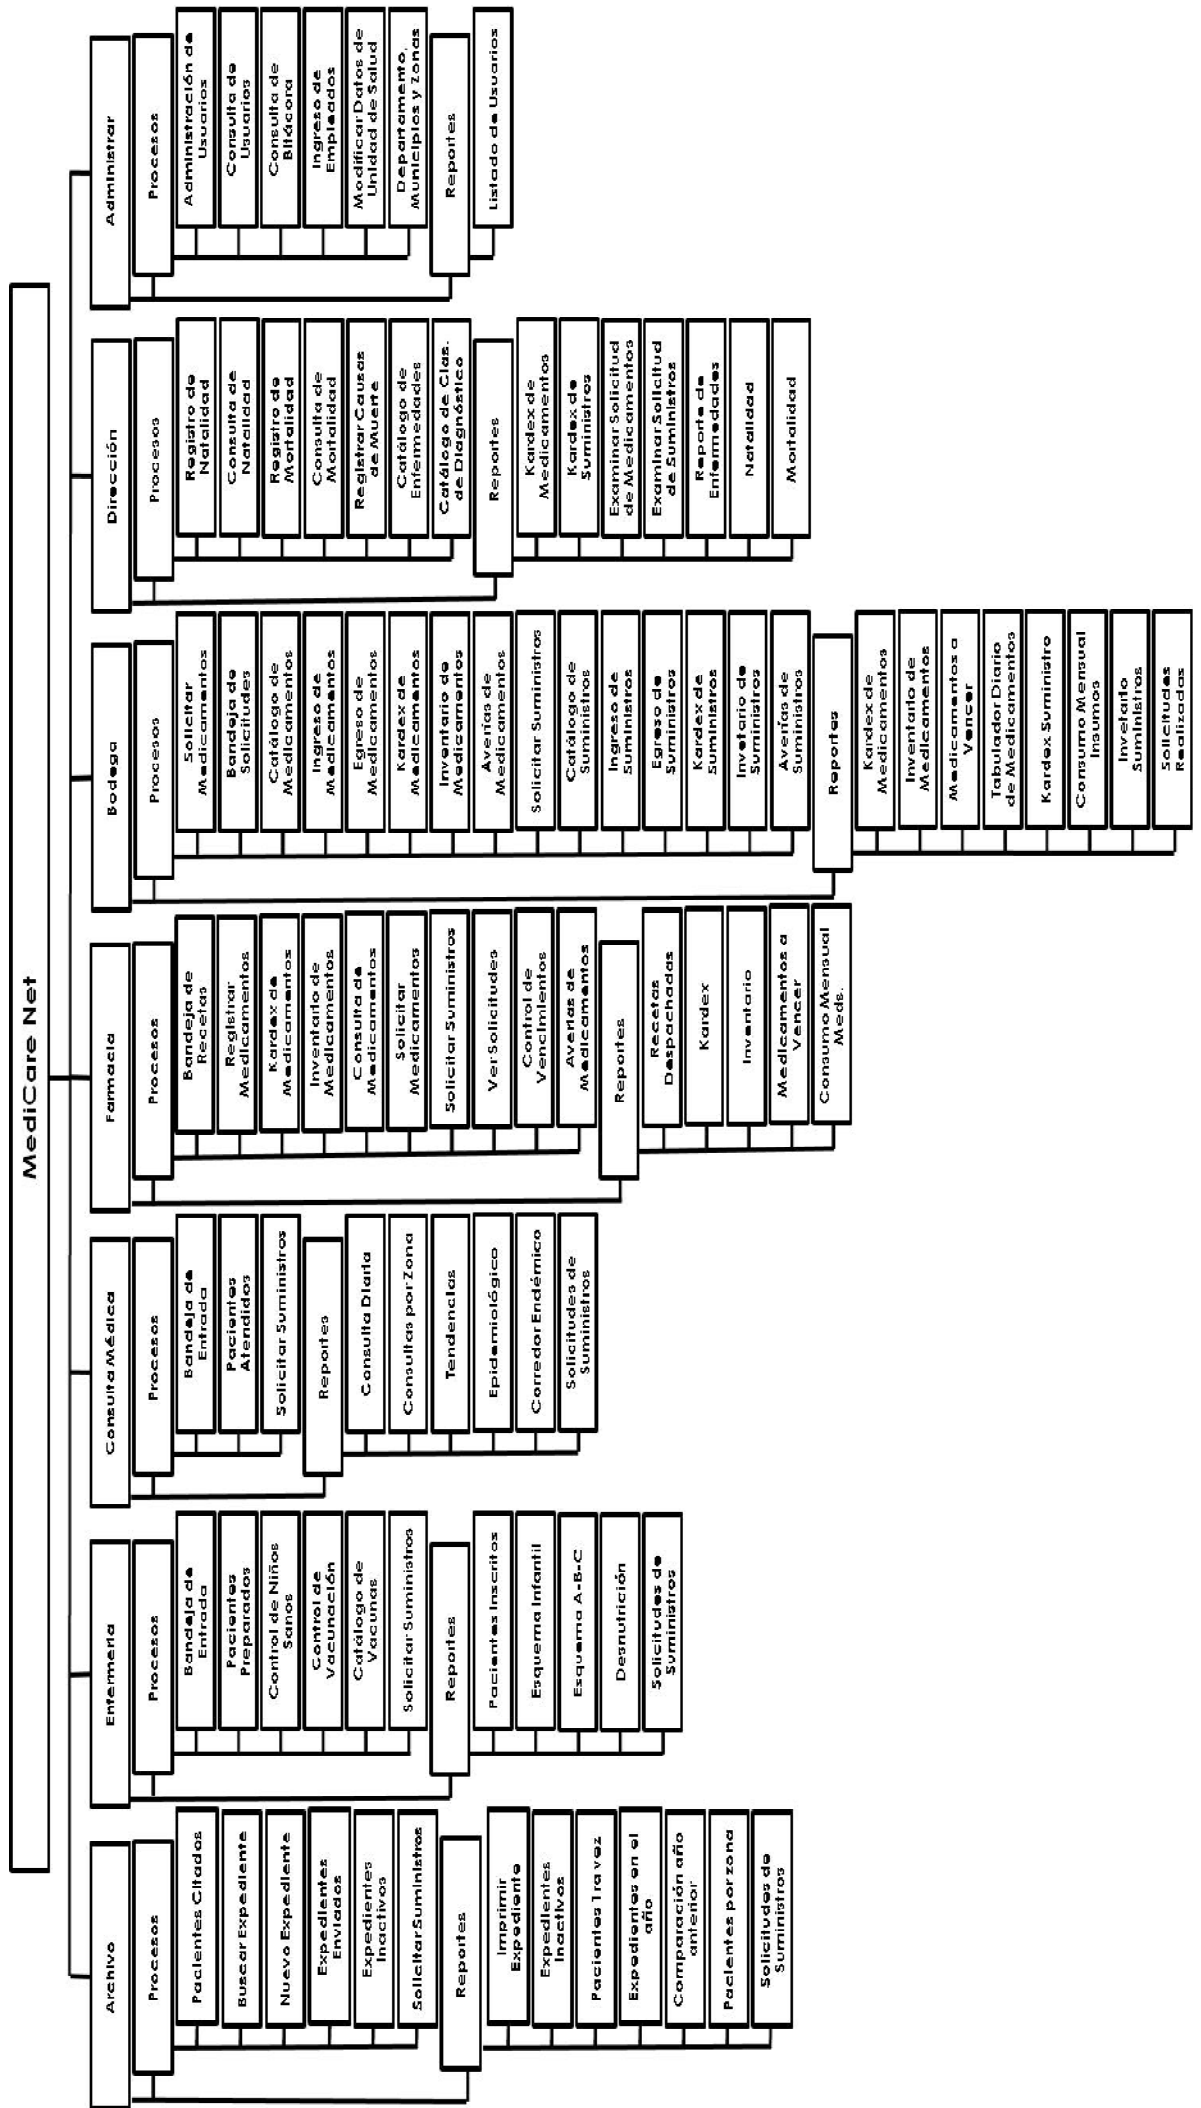 MediCare Net
Archivo
Procesos
Pacientes Citados
Buscar Expediente
Nuevo Expediente
Expedientes
Enviados
Expedientes
Inactivos
Solicitar Suministros
Reportes
Imprimir
Expediente
Expedientes
Inactivos
Pacientes 1ra vez
Expedientes en el
año
Comparación año
anterior
Pacientes por zona
Solicitudes de
Suministros
Enfermería
Procesos
Bandeja de
Entrada
Pacientes
Preparados
Control de Niños
Sanos
Control de
Vacunación
Catálogo de
Vacunas
Solicitar Suministros
Reportes
Pacientes Inscritos
Esquema Infantil
Esquema A-B-C
Desnutrición
Solicitudes de
Suministros
Consulta Médica
Procesos
Bandeja de
Entrada
Pacientes
Atendidos
Solicitar Suministros
Reportes
Consulta Diaria
Consultas por Zona
Tendencias
Epidemiológico
Corredor Endémico
Solicitudes de
Suministros
Farmacia
Procesos
Bandeja de
Recetas
Registrar
Medicamentos
Kardex de
Medicamentos
Inventario de
Medicamentos
Consulta de
Medicamentos
Solicitar
Medicamentos
Solicitar Suministros
Ver Solicitudes
Control de
Vencimientos
Averías de
Medicamentos
Reportes
Recetas
Despachadas
Kardex
Inventario
Medicamentos a
Vencer
Consumo Mensual
Meds.
Bodega
Procesos
Solicitar
Medicamentos
Bandeja de
Solicitudes
Catálogo de
Medicamentos
Ingreso de
Medicamentos
Egreso de
Medicamentos
Kardex de
Medicamentos
Inventario de
Medicamentos
Averías de
Medicamentos
Solicitar Suministros
Catálogo de
Suministros
Ingreso de
Suministros
Egreso de
Suministros
Kardex de
Suministros
Invetario de
Suministros
Averías de
Suministros
Reportes
Kardex de
Medicamentos
Inventario de
Medicamentos
Medicamentos a
Vencer
Tabulador Diario
de Medicamentos
Kardex Suministro
Consumo Mensual
Insumos
Invetario
Suministros
Solicitudes
Realizadas
Dirección
Procesos
Registro de
Natalidad
Consulta de
Natalidad
Registro de
Mortalidad
Consulta de
Mortalidad
Registrar Causas
de Muerte
Catálogo de
Enfermedades
Catálogo de Clas.
de Diagnóstico
Reportes
Kardex de
Medicamentos
Kardex de
Suministros
Examinar Solicitud
de Medicamentos
Examinar Solicitud
de Suministros
Reporte de
Enfermedades
Natalidad
Mortalidad
Administrar
Procesos
Administración de
Usuarios
Consulta de
Usuarios
Consulta de
Bitácora
Ingreso de
Empleados
Modificar Datos de
Unidad de Salud
Departamento,
Municipios y Zonas
Reportes
Listado de Usuarios